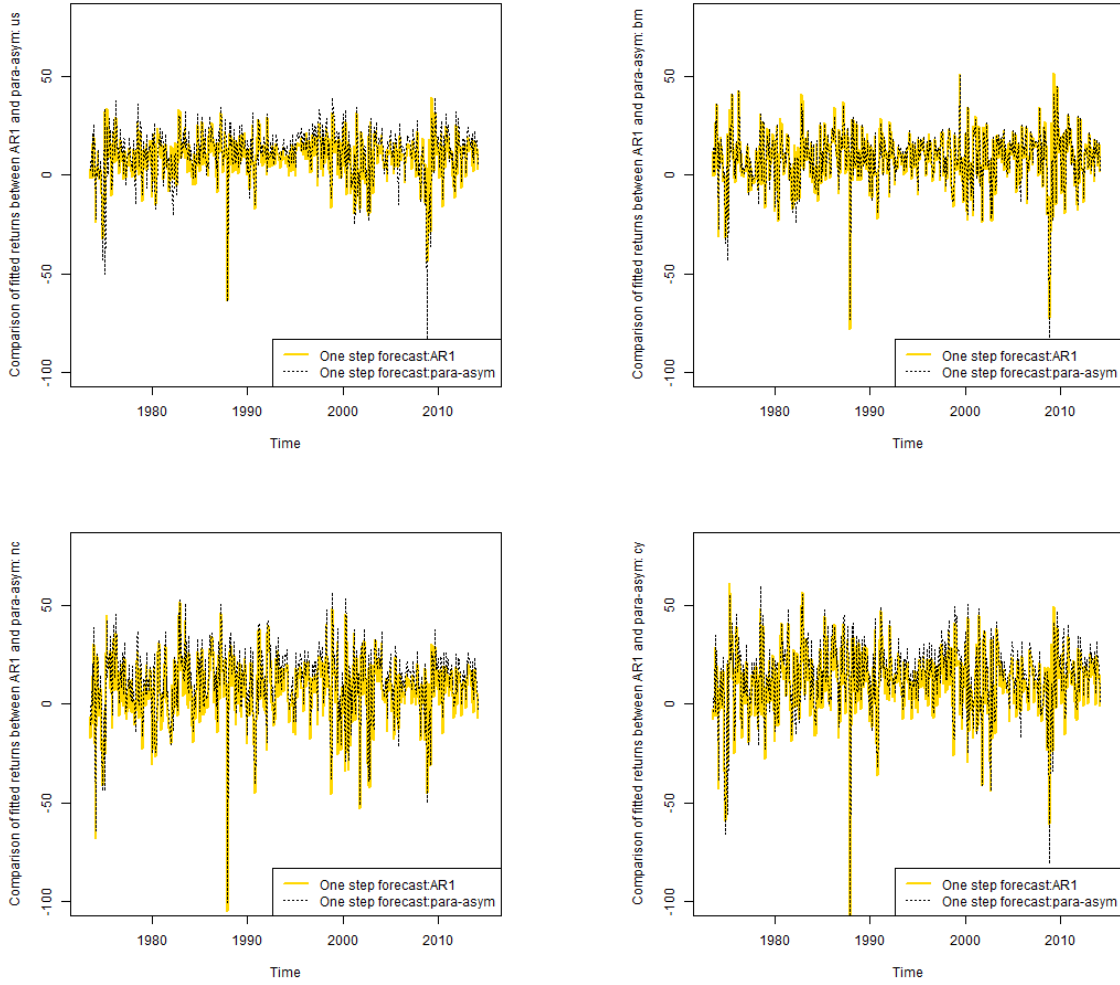 Comparison of fitted returns between AR1 and para-asym: us
50
0
-50
-100
One step forecast:AR1
One step forecast:para-asym
1980 1990 2000 2010
Time
Comparison of fitted returns between AR1 and para-asym: bm
50
0
-50
-100
One step forecast:AR1
One step forecast:para-asym
1980 1990 2000 2010
Time
Comparison of fitted returns between AR1 and para-asym: nc
50
0
-50
-100
One step forecast:AR1
One step forecast:para-asym
1980 1990 2000 2010
Time
Comparison of fitted returns between AR1 and para-asym: cy
50
0
-50
-100
One step forecast:AR1
One step forecast:para-asym
1980 1990 2000 2010
Time